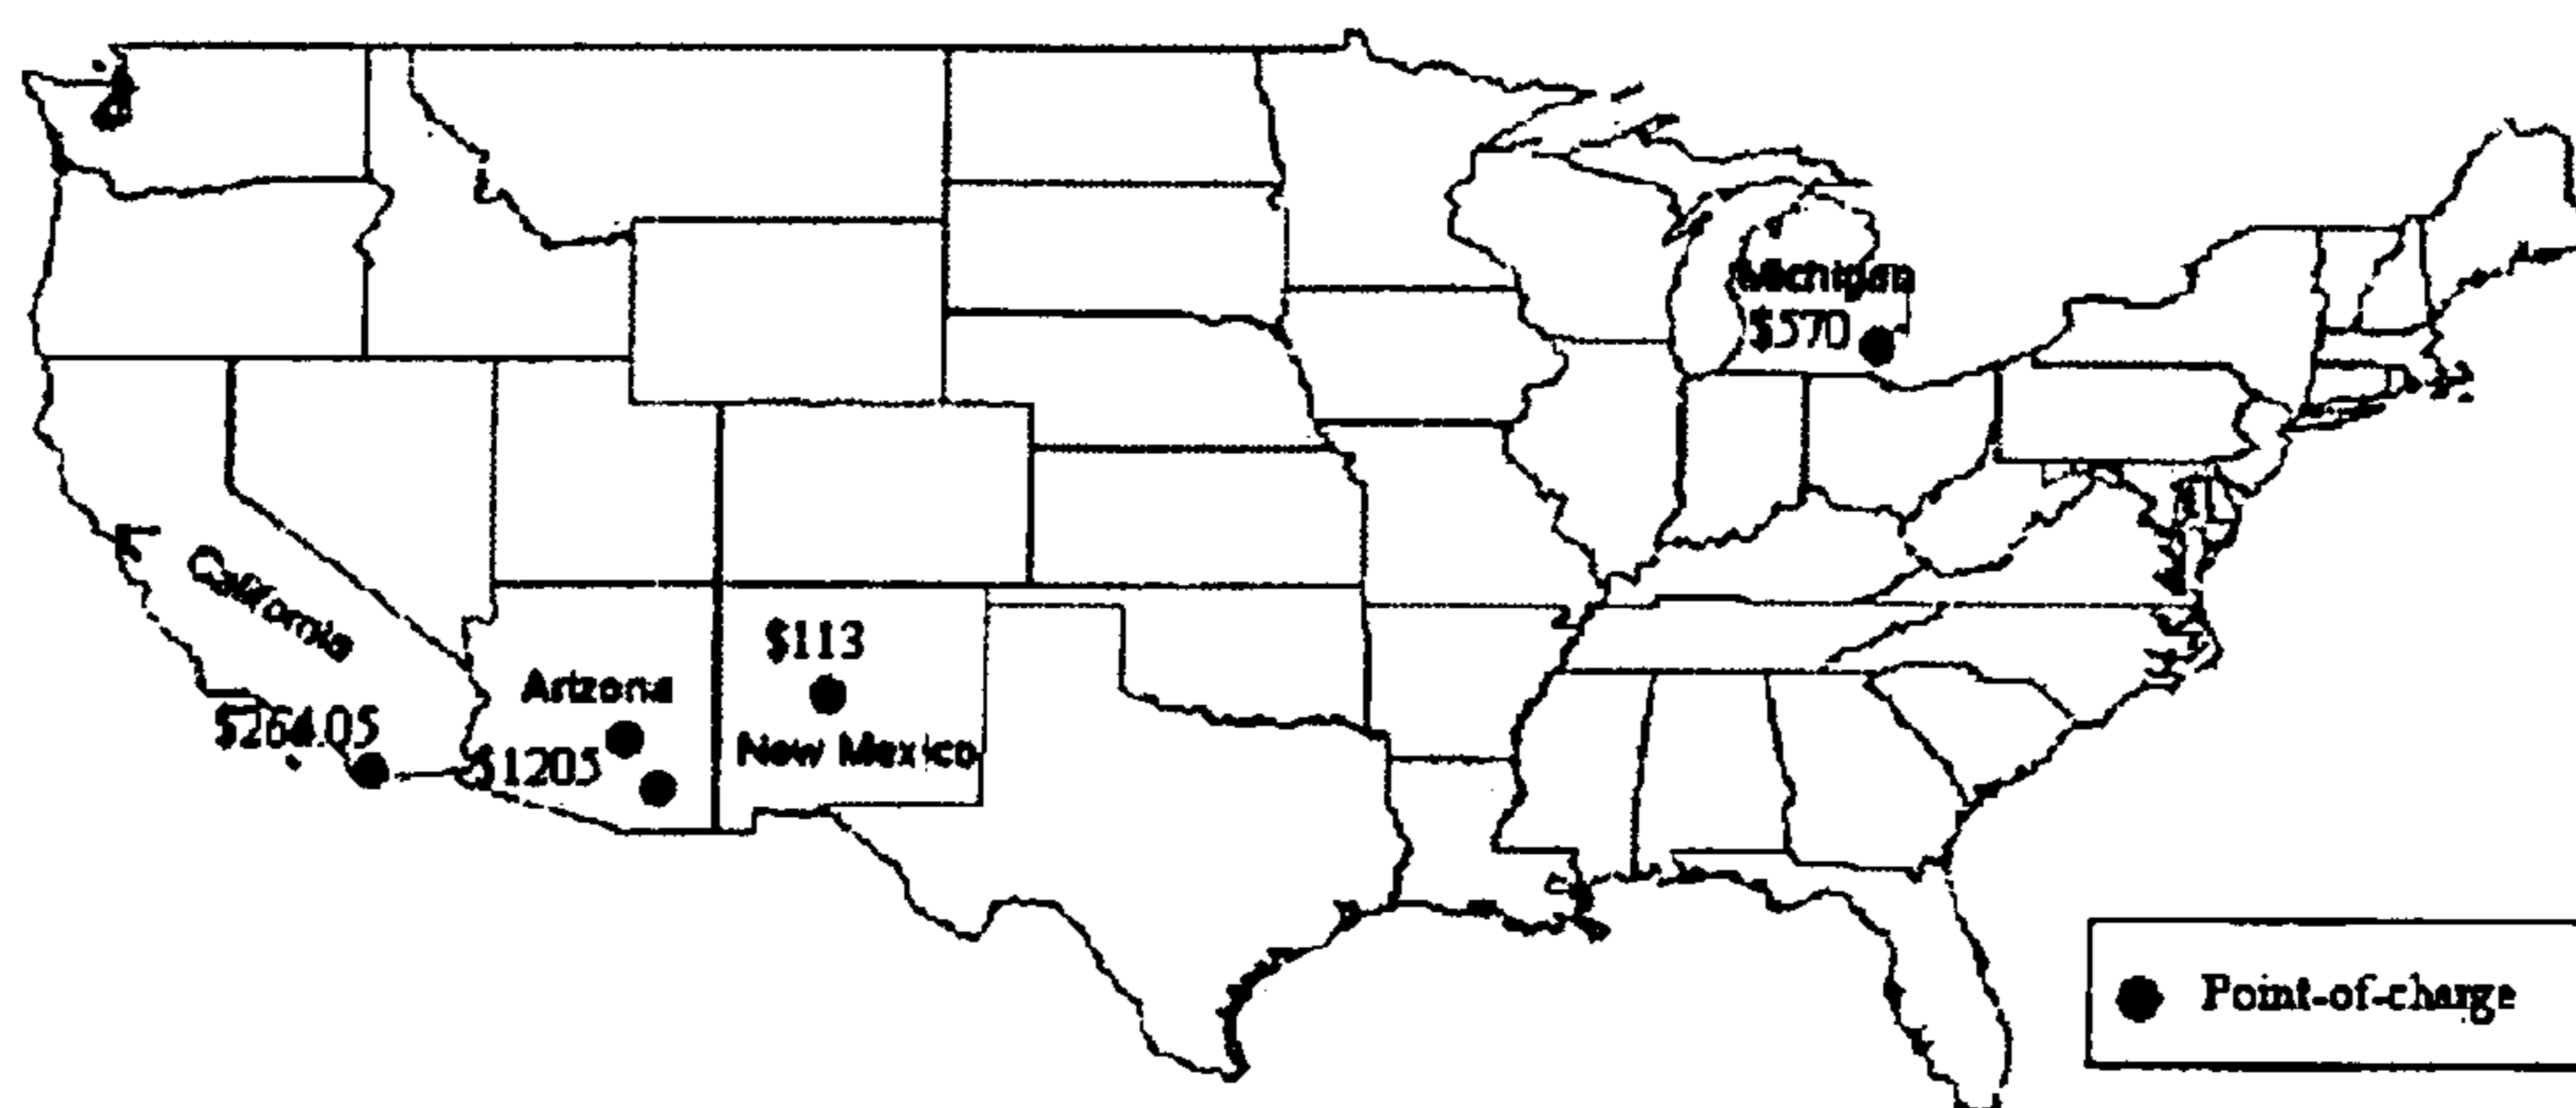 Michigan
$570
California
$113
Arizona
$264.05
New Mexico
$1205
Point-of-charge